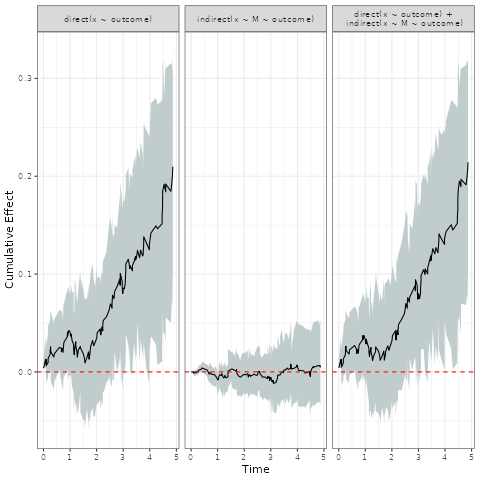 direct(x ~ outcome)
indirect(x ~ M ~ outcome)
direct(x ~ outcome) +
indirect(x ~ M ~ outcome)
Cumulative Effect
0.3
0.2
0.1
0.0
0 1 2 3 4 5
0 1 2 3 4 5
0 1 2 3 4 5
Time